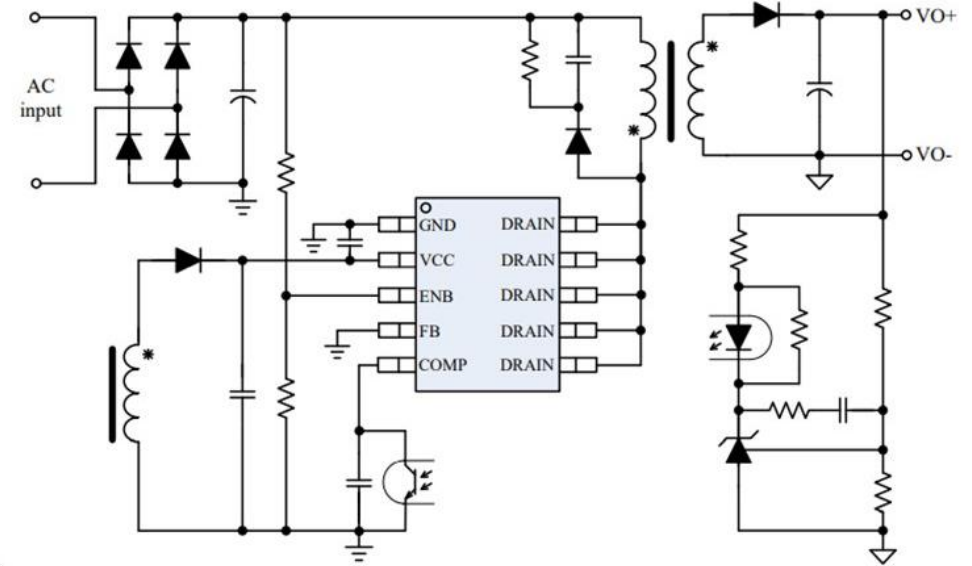 AC
input
VO+
VO-
GND
DRAIN
VCC
DRAIN
ENB
DRAIN
FB
DRAIN
COMP
DRAIN